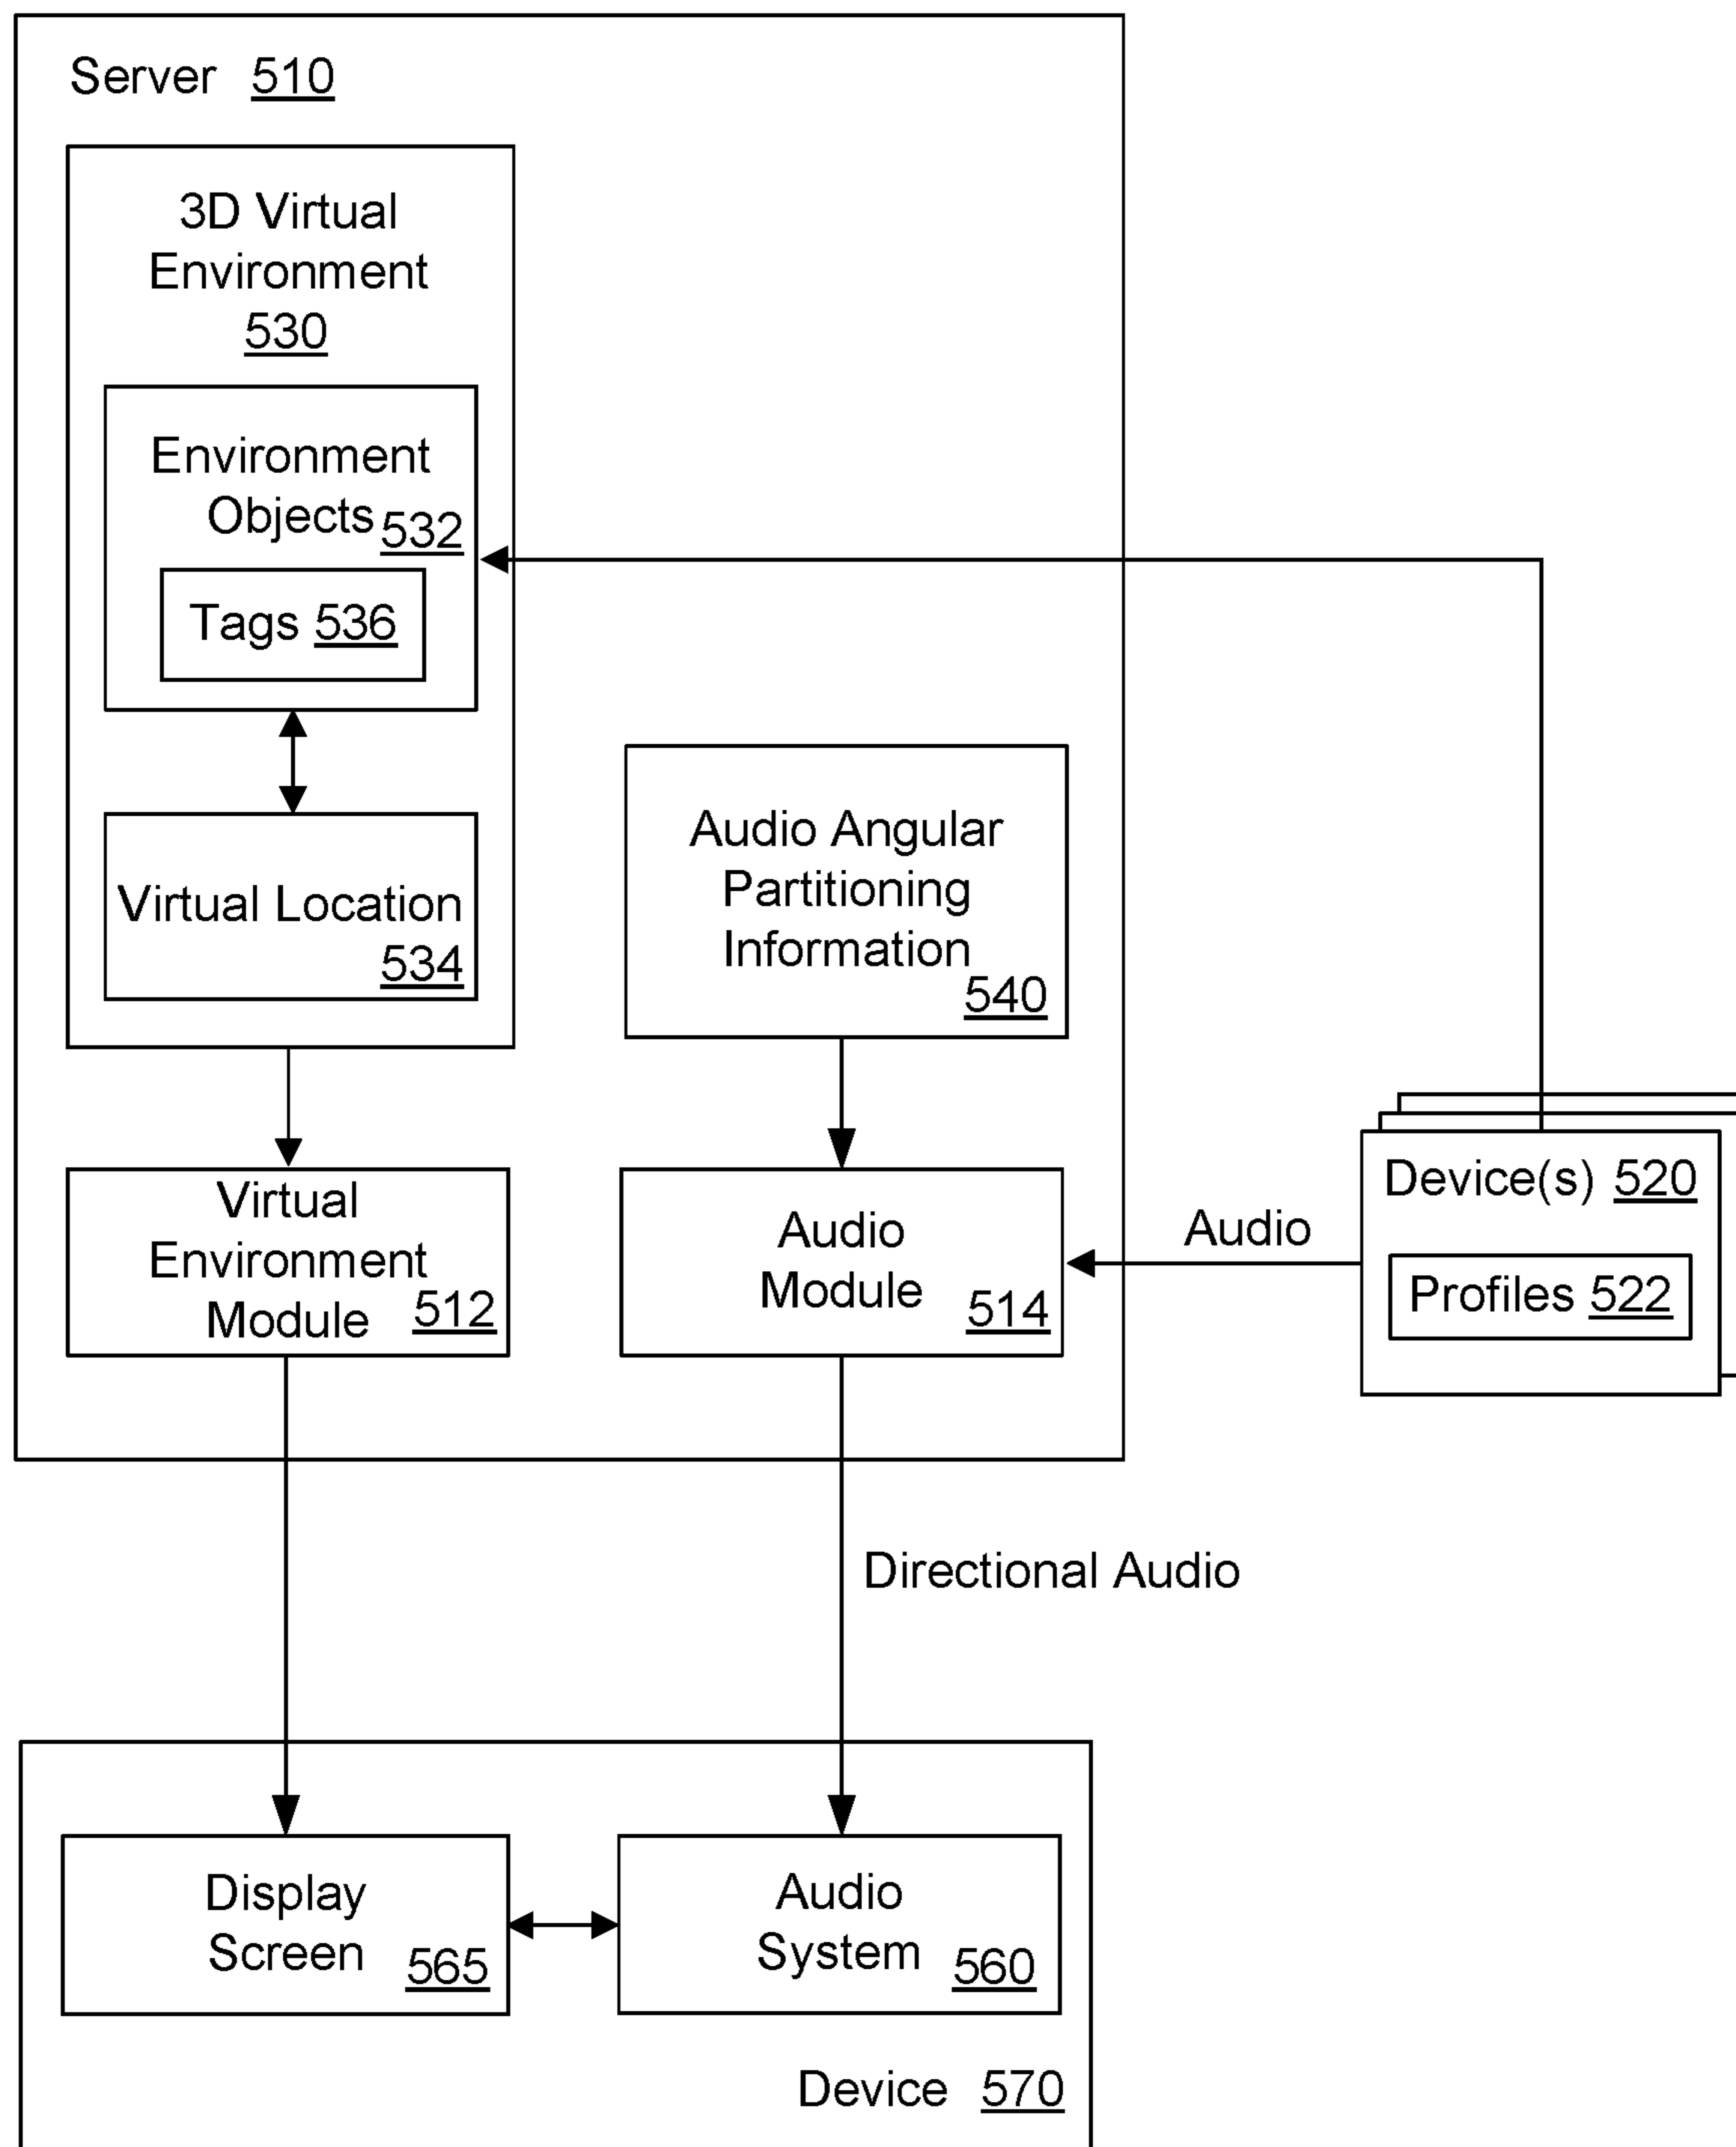 Server 510
3D Virtual
Environment
530
Environment
Objects 532
Tags 536
Virtual Location
534
Audio Angular
Partitioning
Information
540
Virtual
Environment
Module 512
Audio
Module 514
Audio
Device(s) 520
Profiles 522
Directional Audio
Display
Screen 565
Audio
System 560
Device 570